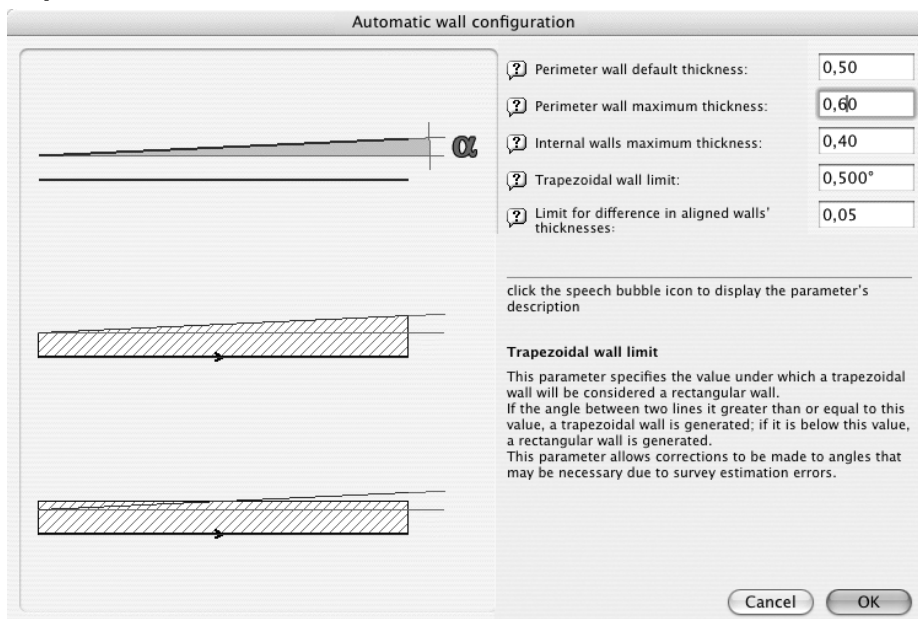 Automatic wall configuration
α
Perimeter wall default thickness: 0,50
Perimeter wall maximum thickness: 0,60
Internal walls maximum thickness: 0,40
Trapezoidal wall limit: 0,500°
Limit for difference in aligned walls' 0,05
thicknesses:
click the speech bubble icon to display the parameter's
description
Trapezoidal wall limit
This parameter specifies the value under which a trapezoidal
wall will be considered a rectangular wall.
If the angle between two lines it greater than or equal to this
value, a trapezoidal wall is generated; if it is below this value,
a rectangular wall is generated.
This parameter allows corrections to be made to angles that
may be necessary due to survey estimation errors.
Cancel OK